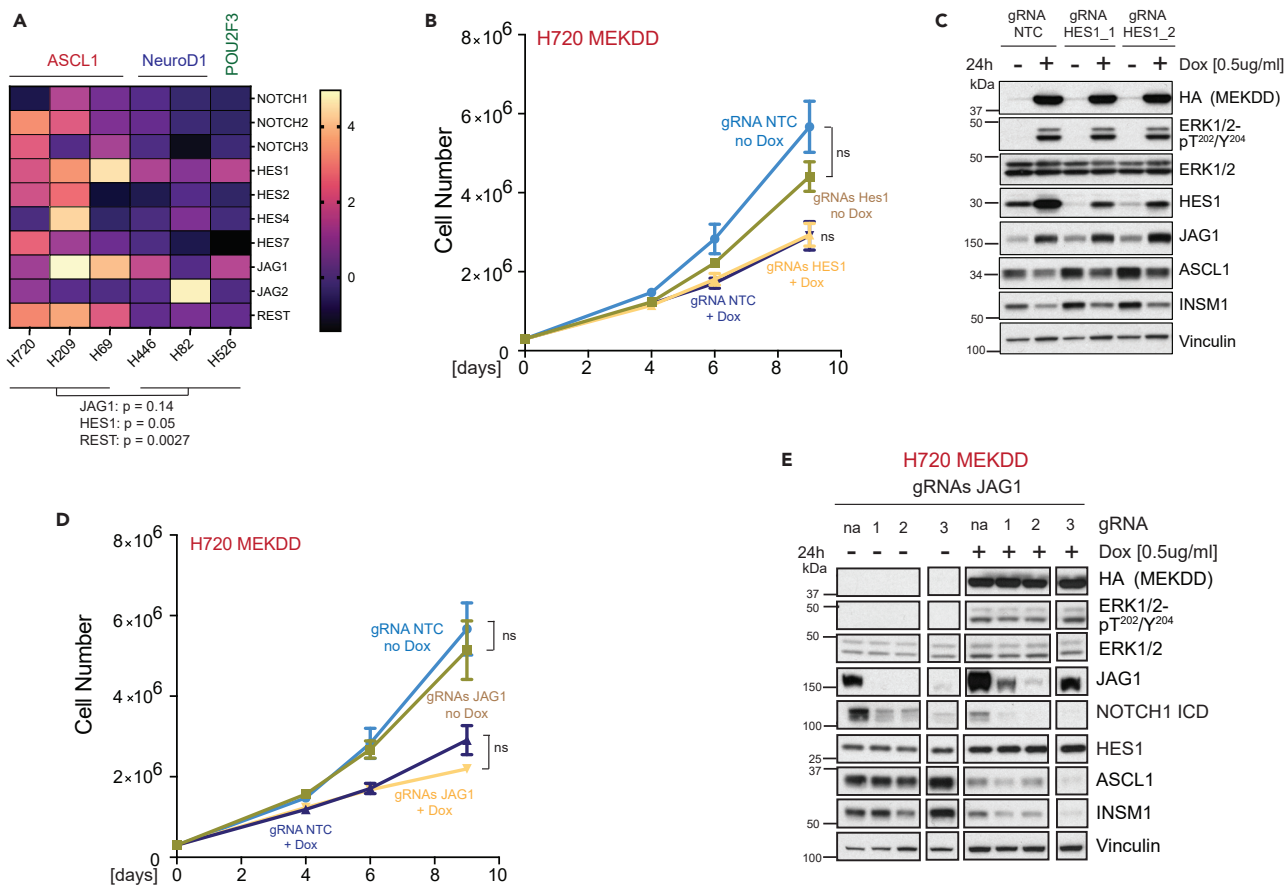 A
ASCL1
NeuroD1
POU2F3
NOTCH1
NOTCH2
NOTCH3
HES1
HES2
HES4
HES7
JAG1
JAG2
REST
4
2
0
H720
H209
H69
H446
H82
H526
JAG1: p = 0.14
HES1: p = 0.05
REST: p = 0.0027
B
H720 MEKDD
Cell Number
8×10⁶
6×10⁶
4×10⁶
2×10⁶
0
gRNA NTC
no Dox
ns
gRNAs Hes1
no Dox
ns
gRNAs HES1
+ Dox
gRNA NTC
+ Dox
[days]
0 2 4 6 8 10
C
gRNA NTC
gRNA HES1_1
gRNA HES1_2
24h - + - + - + Dox [0.5ug/ml]
kDa
37
HA (MEKDD)
50
ERK1/2-
pT²⁰²/Y²⁰⁴
50
ERK1/2
30
HES1
150
JAG1
34
ASCL1
50
INSM1
100
Vinculin
D
H720 MEKDD
Cell Number
8×10⁶
6×10⁶
4×10⁶
2×10⁶
0
gRNA NTC
no Dox
ns
gRNAs JAG1
no Dox
ns
gRNAs JAG1
+ Dox
gRNA NTC
+ Dox
[days]
0 2 4 6 8 10
E
H720 MEKDD
gRNAs JAG1
na 1 2 3 na 1 2 3 gRNA
24h - - - - + + + + Dox [0.5ug/ml]
kDa
37
HA (MEKDD)
50
ERK1/2-
pT²⁰²/Y²⁰⁴
50
ERK1/2
150
JAG1
100
NOTCH1 ICD
25
HES1
37
ASCL1
50
INSM1
100
Vinculin